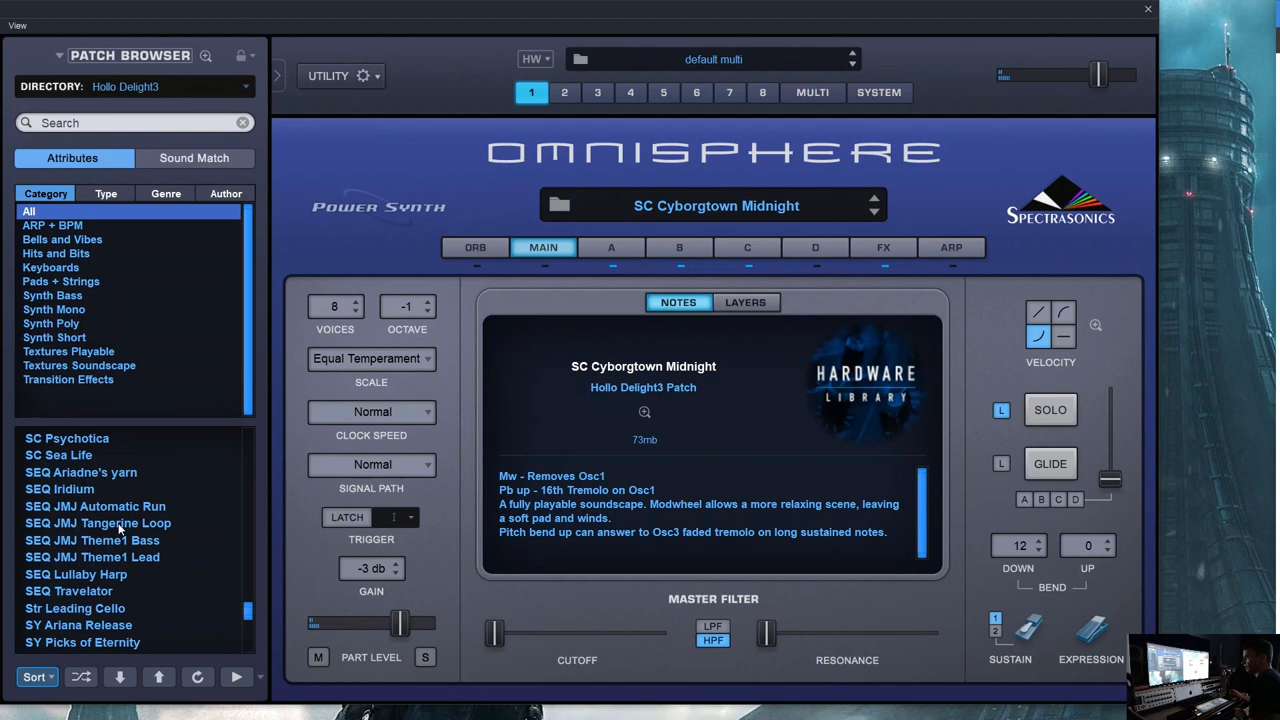 View
PATCH BROWSER
DIRECTORY: Hollo Delight3
Search
Attributes
Sound Match
Category
Type
Genre
Author
All
ARP + BPM
Bells and Vibes
Hits and Bits
Keyboards
Pads + Strings
Synth Bass
Synth Mono
Synth Poly
Synth Short
Textures Playable
Textures Soundscape
Transition Effects
SC Psychotica
SC Sea Life
SEQ Ariadne's yarn
SEQ Iridium
SEQ JMJ Automatic Run
SEQ JMJ Tangerine Loop
SEQ JMJ Theme1 Bass
SEQ JMJ Theme1 Lead
SEQ Lullaby Harp
SEQ Travelator
Str Leading Cello
SY Ariana Release
SY Picks of Eternity
Sort
UTILITY
HW
default multi
1 2 3 4 5 6 7 8 MULTI SYSTEM
OMNISPHERE
POWER SYNTH
SC Cyborgtown Midnight
SPECTRASONICS
ORB MAIN A B C D FX ARP
8
VOICES
-1
OCTAVE
Equal Temperament
SCALE
Normal
CLOCK SPEED
Normal
SIGNAL PATH
LATCH
TRIGGER
-3 db
GAIN
M PART LEVEL S
NOTES LAYERS
SC Cyborgtown Midnight
Hollo Delight3 Patch
73mb
HARDWARE
LIBRARY
Mw - Removes Osc1
Pb up - 16th Tremolo on Osc1
A fully playable soundscape. Modwheel allows a more relaxing scene, leaving
a soft pad and winds.
Pitch bend up can answer to Osc3 faded tremolo on long sustained notes.
MASTER FILTER
LPF
HPF
CUTOFF
RESONANCE
VELOCITY
L SOLO
L GLIDE
A B C D
12
DOWN
0
UP
BEND
1
2
SUSTAIN
EXPRESSION